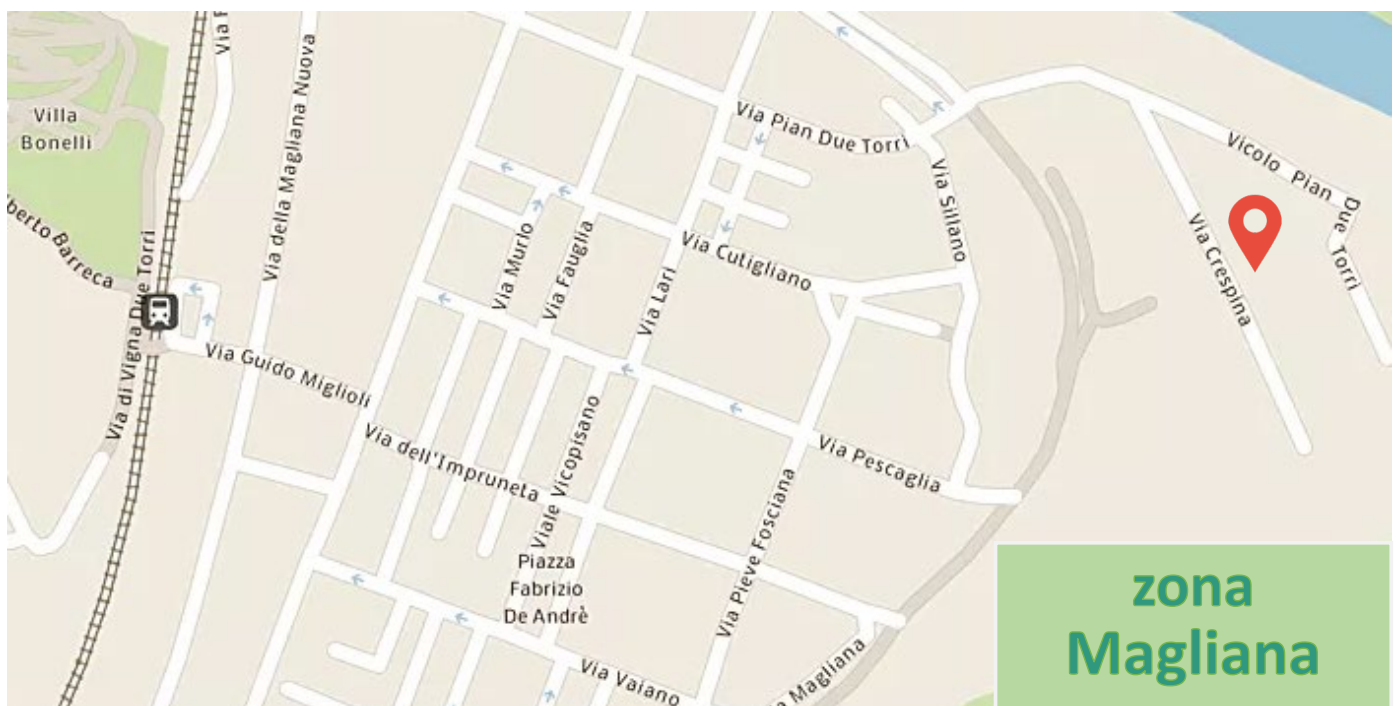 Villa
Bonelli
Via della Magliana Nuova
Via Pian Due Torri
Via Sillano
Vicolo Pian Due Torri
Via Crespina
Via Murlo
Via Fauglia
Via Lari
Via Cutigliano
Via di Vigna Due Torri
Barreca
Via Guido Miglioli
Via dell'Impruneta
Viale Vicopisano
Via Pescaglia
Via Pieve Fosciana
Piazza
Fabrizio
De Andrè
Via Vaiano
Magliana
zona
Magliana